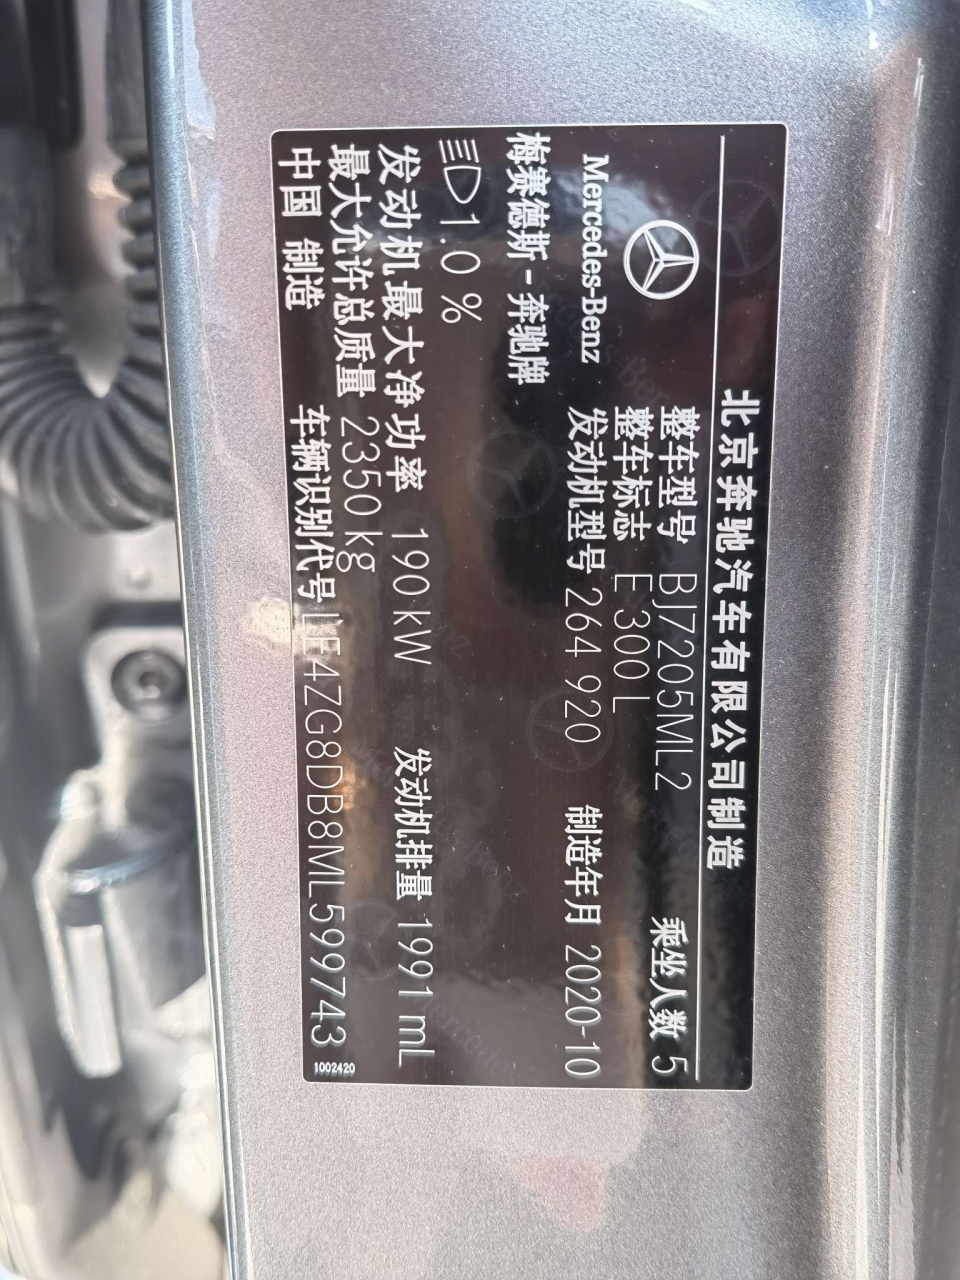 北京奔驰汽车有限公司制造
整车型号 BJ7205ML2 乘坐人数 5
整车标志 E 300 L
Mercedes-Benz 发动机型号 264 920 制造年月 2020-10
梅赛德斯-奔驰牌
1.0 %
发动机最大净功率 190 kW 发动机排量 1991 mL
最大允许总质量 2350 kg
中国 制造 车辆识别代号 LE4ZG8DB8ML599743
1002420